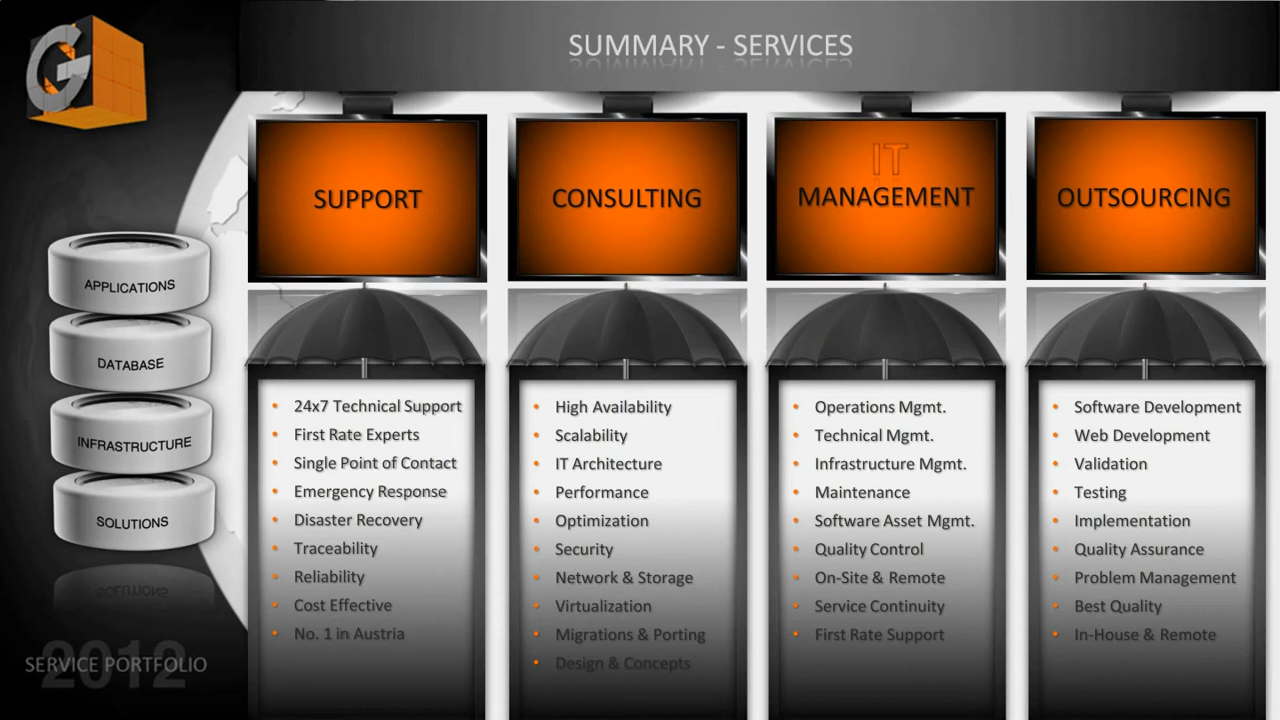 G
SUMMARY - SERVICES
SUPPORT
CONSULTING
IT
MANAGEMENT
OUTSOURCING
APPLICATIONS
DATABASE
INFRASTRUCTURE
SOLUTIONS
SOLUTIONS
2012
SERVICE PORTFOLIO
• 24x7 Technical Support
• First Rate Experts
• Single Point of Contact
• Emergency Response
• Disaster Recovery
• Traceability
• Reliability
• Cost Effective
• No. 1 in Austria
• High Availability
• Scalability
• IT Architecture
• Performance
• Optimization
• Security
• Network & Storage
• Virtualization
• Migrations & Porting
• Design & Concepts
• Operations Mgmt.
• Technical Mgmt.
• Infrastructure Mgmt.
• Maintenance
• Software Asset Mgmt.
• Quality Control
• On-Site & Remote
• Service Continuity
• First Rate Support
• Software Development
• Web Development
• Validation
• Testing
• Implementation
• Quality Assurance
• Problem Management
• Best Quality
• In-House & Remote